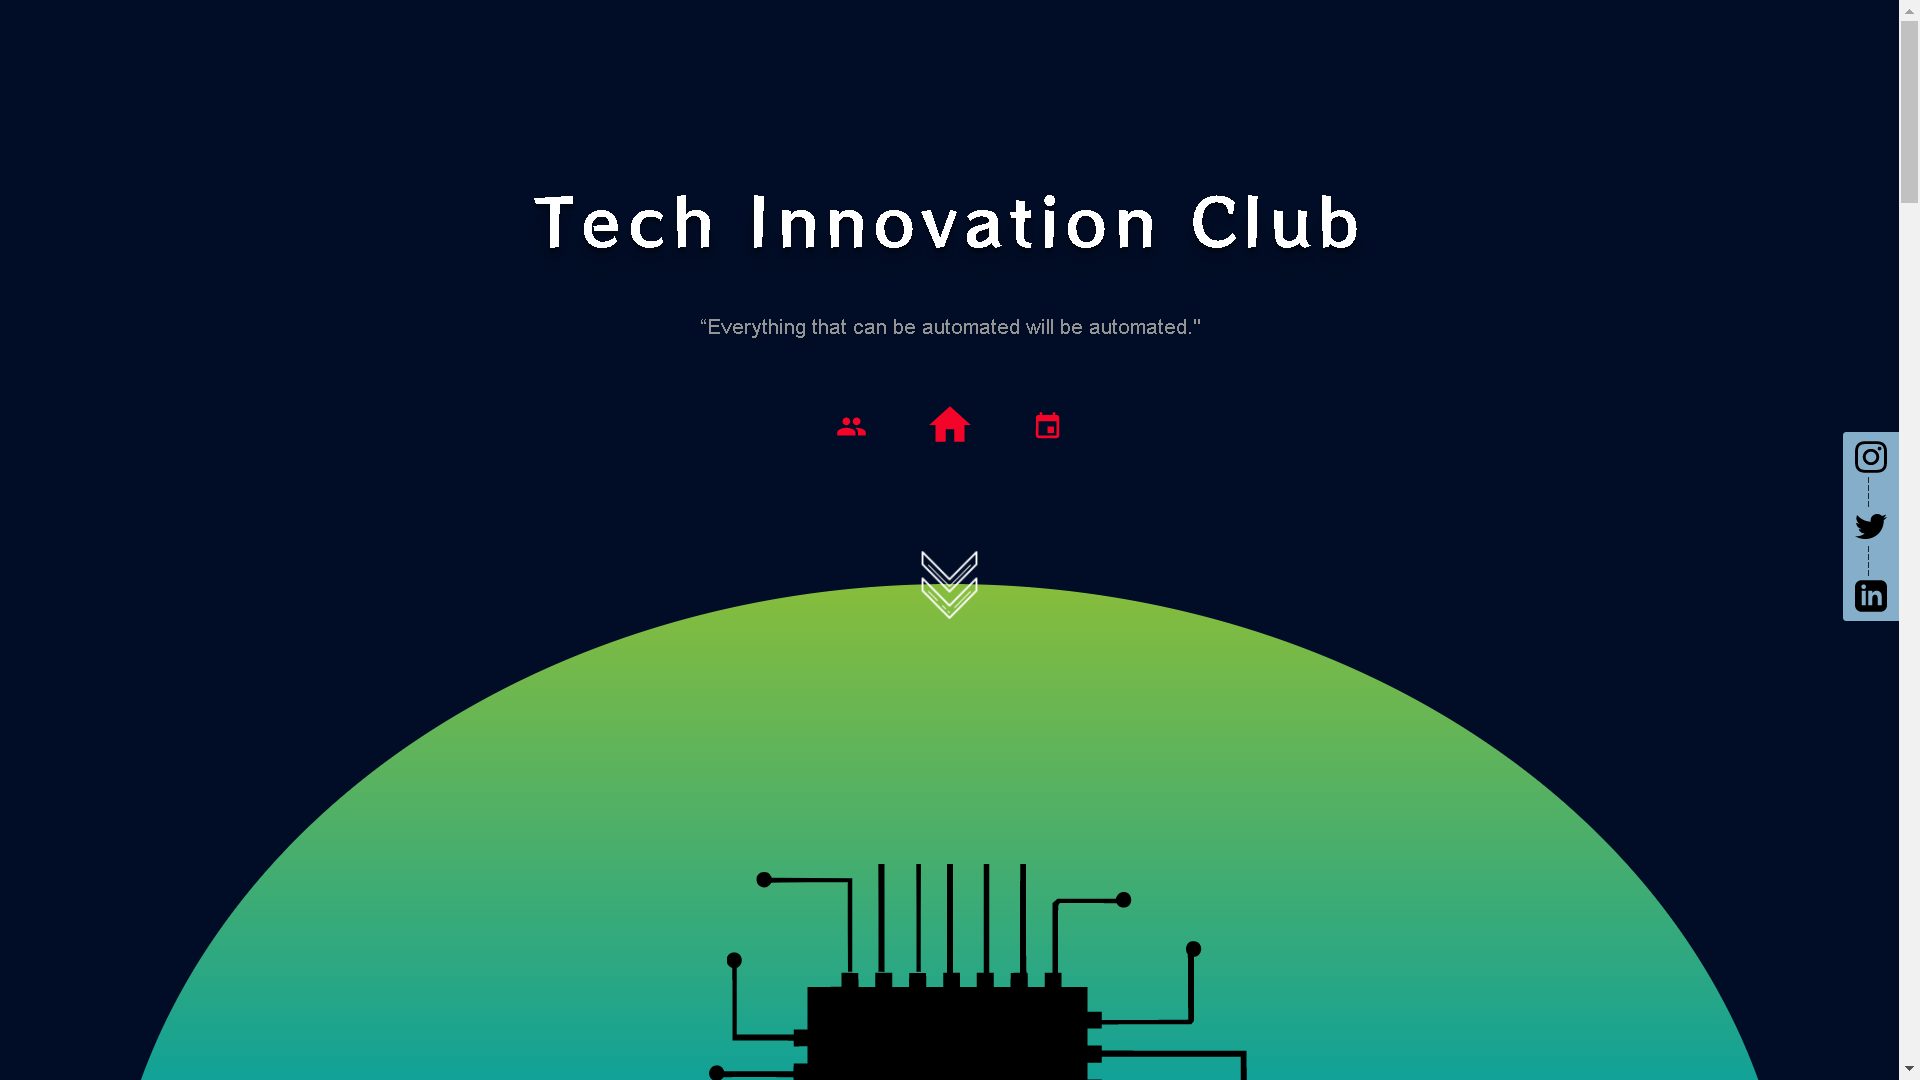 Tech Innovation Club
“Everything that can be automated will be automated."